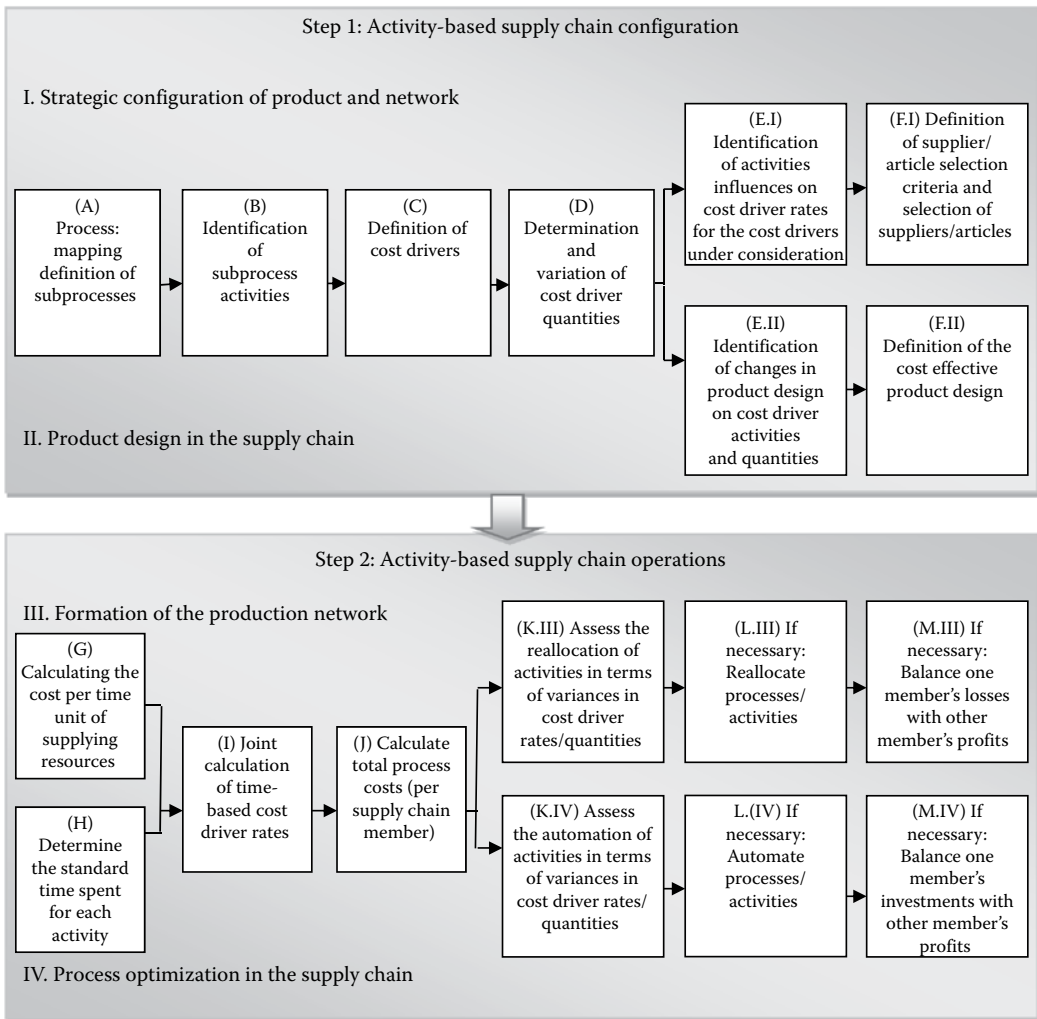 Step 1: Activity-based supply chain configuration
I. Strategic configuration of product and network
(A)
Process:
mapping
definition of
subprocesses
(B)
Identification
of
subprocess
activities
(C)
Definition of
cost drivers
(D)
Determination
and
variation of
cost driver
quantities
(E.I)
Identification
of activities
influences on
cost driver rates
for the cost drivers
under consideration
(F.I) Definition
of supplier/
article selection
criteria and
selection of
suppliers/articles
(E.II)
Identification
of changes in
product design
on cost driver
activities
and quantities
(F.II)
Definition of the
cost effective
product design
II. Product design in the supply chain
Step 2: Activity-based supply chain operations
III. Formation of the production network
(G)
Calculating the
cost per time
unit of
supplying
resources
(H)
Determine
the standard
time spent
for each
activity
(I) Joint
calculation
of time-
based cost
driver rates
(J) Calculate
total process
costs (per
supply chain
member)
(K.III) Assess the
reallocation of
activities in terms
of variances in
cost driver
rates/quantities
(L.III) If
necessary:
Reallocate
processes/
activities
(M.III) If
necessary:
Balance one
member’s losses
with other
member’s profits
(K.IV) Assess
the automation of
activities in terms
of variances in
cost driver rates/
quantities
L.(IV) If
necessary:
Automate
processes/
activities
(M.IV) If
necessary:
Balance one
member’s
investments with
other member’s
profits
IV. Process optimization in the supply chain